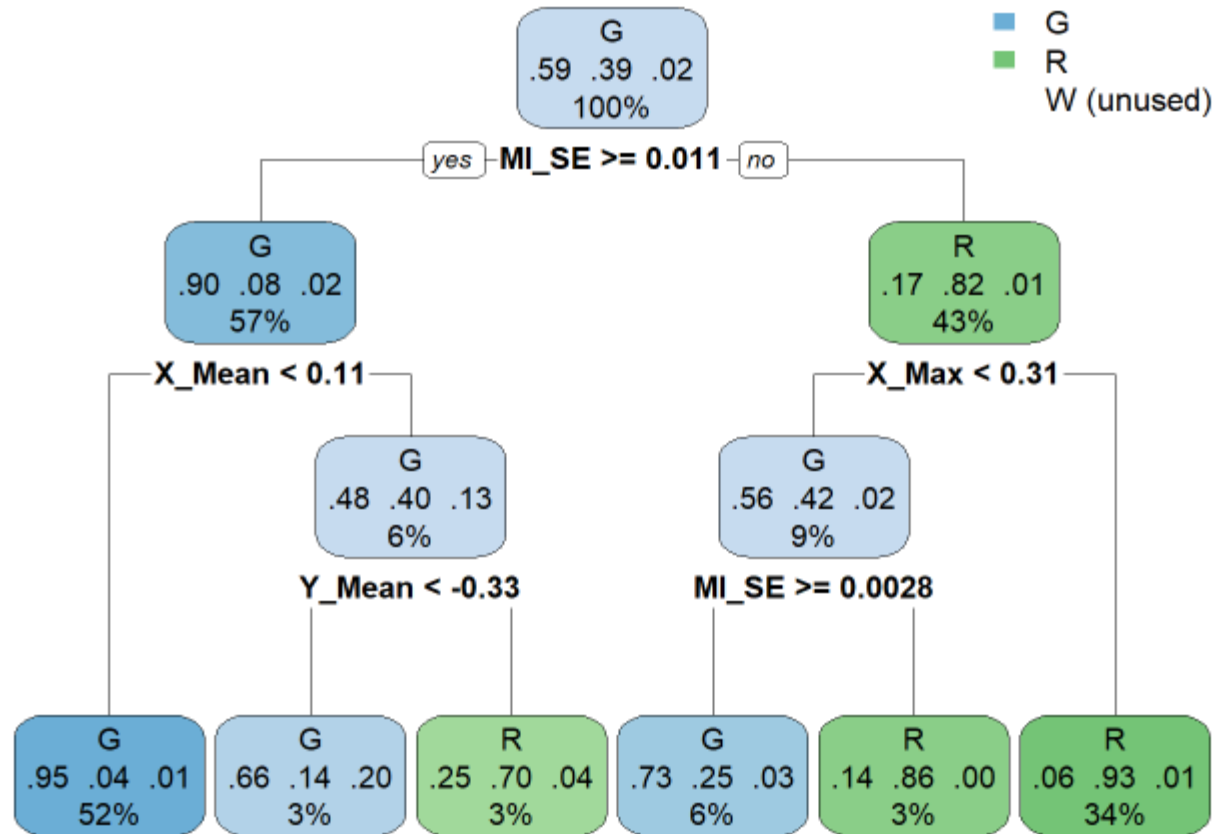 G
.59 .39 .02
100%
G
R
W (unused)
yes MI_SE >= 0.011 no
G
.90 .08 .02
57%
R
.17 .82 .01
43%
X_Mean < 0.11
X_Max < 0.31
G
.48 .40 .13
6%
G
.56 .42 .02
9%
Y_Mean < -0.33
MI_SE >= 0.0028
G
.95 .04 .01
52%
G
.66 .14 .20
3%
R
.25 .70 .04
3%
G
.73 .25 .03
6%
R
.14 .86 .00
3%
R
.06 .93 .01
34%